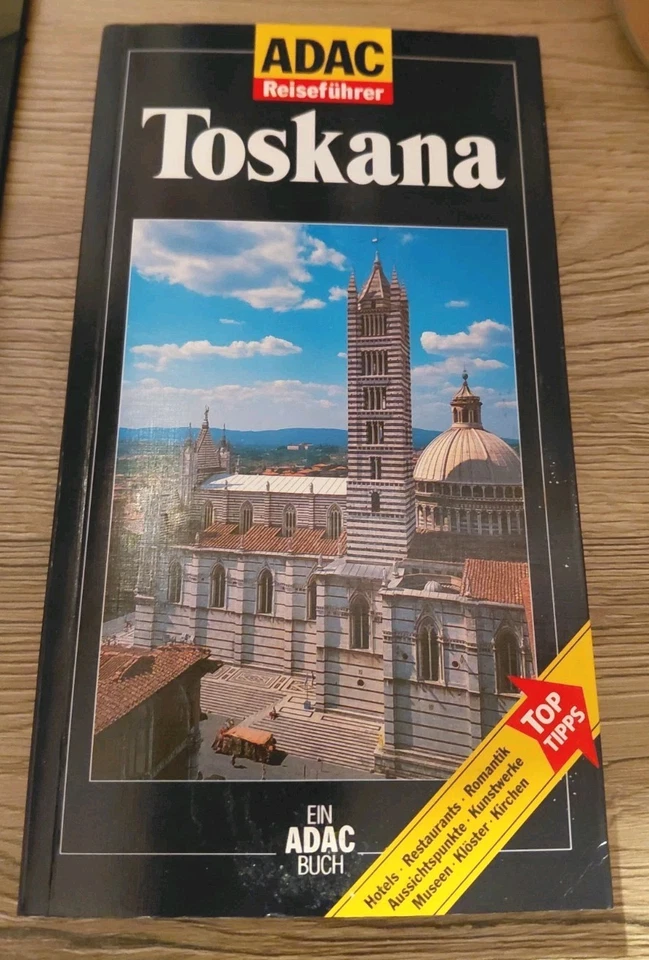 ADAC
Reiseführer
Toskana
TOP
TIPPS
Hotels · Restaurants · Romantik
Aussichtspunkte · Kunstwerke
Museen · Klöster · Kirchen
EIN
ADAC
BUCH